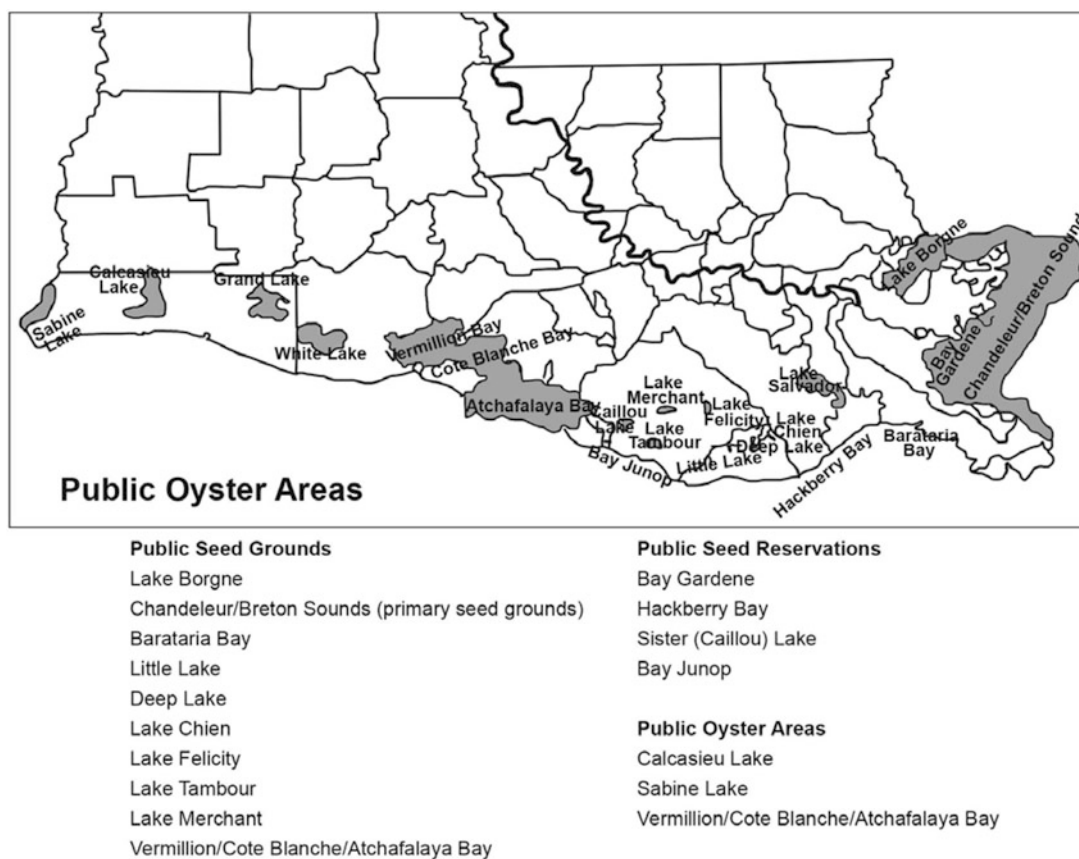 Calcasieu
Lake
Grand Lake
Sabine
Lake
White Lake
Vermillion Bay
Cote Blanche Bay
Atchafalaya Bay
Caillou
Lake
Lake
Merchant
Lake
Tambour
Bay Junop
Lake
Felicity
Little Lake
Deep Lake
Lake
Chien
Lake
Salvador
Hackberry Bay
Barataria
Bay
Lake Borgne
Bay
Gardene
Chandeleur/Breton Sound
Public Oyster Areas
Public Seed Grounds
Lake Borgne
Chandeleur/Breton Sounds (primary seed grounds)
Barataria Bay
Little Lake
Deep Lake
Lake Chien
Lake Felicity
Lake Tambour
Lake Merchant
Vermillion/Cote Blanche/Atchafalaya Bay
Public Seed Reservations
Bay Gardene
Hackberry Bay
Sister (Caillou) Lake
Bay Junop
Public Oyster Areas
Calcasieu Lake
Sabine Lake
Vermillion/Cote Blanche/Atchafalaya Bay